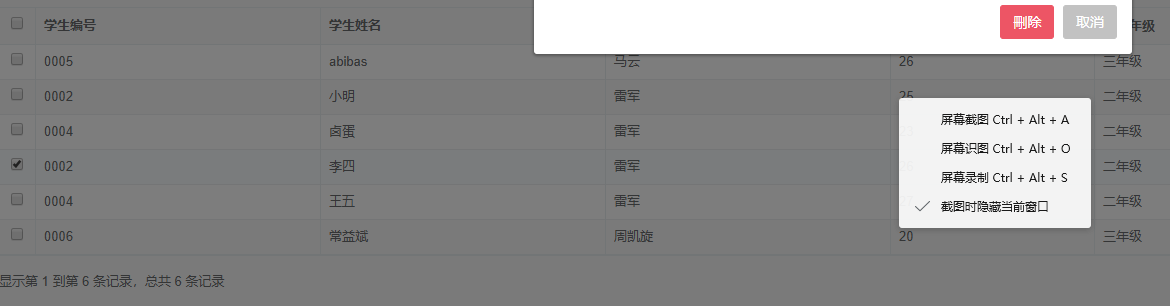 刪除 取消
学生编号 学生姓名 年级
0005 abibas 马云 26 三年级
0002 小明 雷军 25 二年级
屏幕截图 Ctrl + Alt + A
0004 卤蛋 雷军 二年级
屏幕识图 Ctrl + Alt + O
0002 李四 雷军 二年级
屏幕录制 Ctrl + Alt + S
0004 王五 雷军 二年级
截图时隐藏当前窗口
0006 常益斌 周凯旋 20 三年级
显示第 1 到第 6 条记录，总共 6 条记录